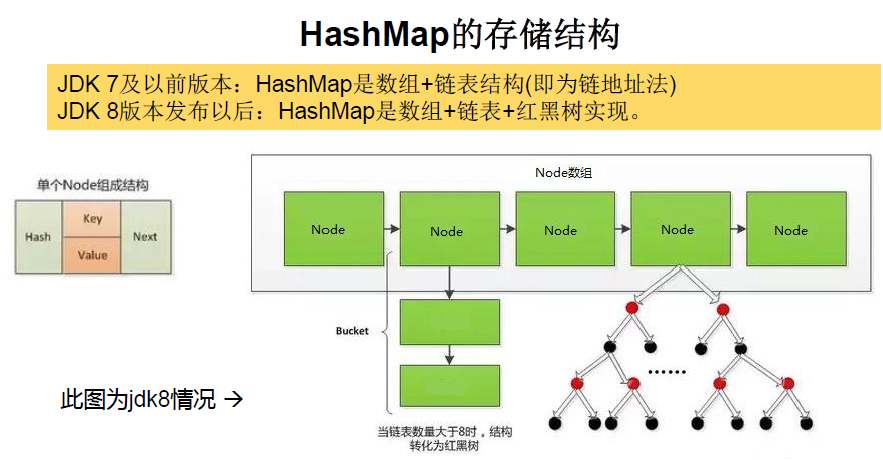 HashMap的存储结构
JDK 7及以前版本：HashMap是数组+链表结构(即为链地址法)
JDK 8版本发布以后：HashMap是数组+链表+红黑树实现。
单个Node组成结构
Hash
Key
Value
Next
Node数组
Node
Node
Node
Node
Node
Bucket
......
此图为jdk8情况 →
当链表数量大于8时，结构
转化为红黑树